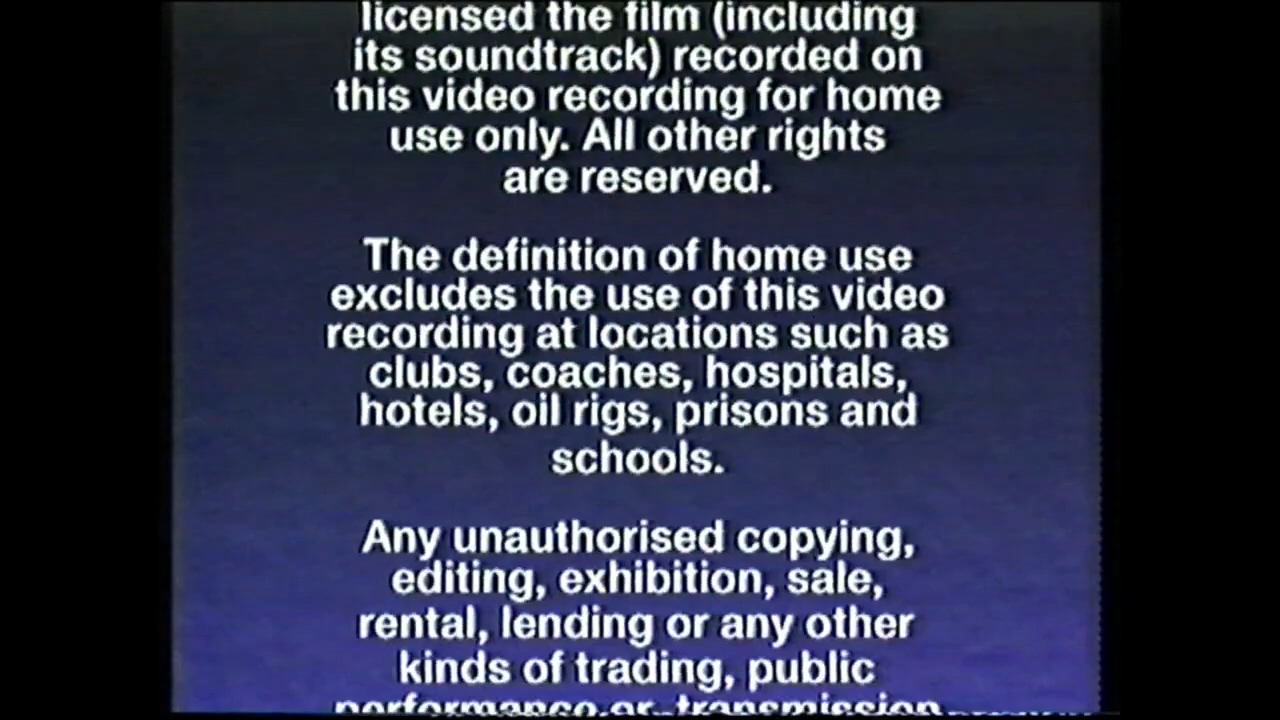 licensed the film (including
its soundtrack) recorded on
this video recording for home
use only. All other rights
are reserved.
The definition of home use
excludes the use of this video
recording at locations such as
clubs, coaches, hospitals,
hotels, oil rigs, prisons and
schools.
Any unauthorised copying,
editing, exhibition, sale,
rental, lending or any other
kinds of trading, public
performance or transmission